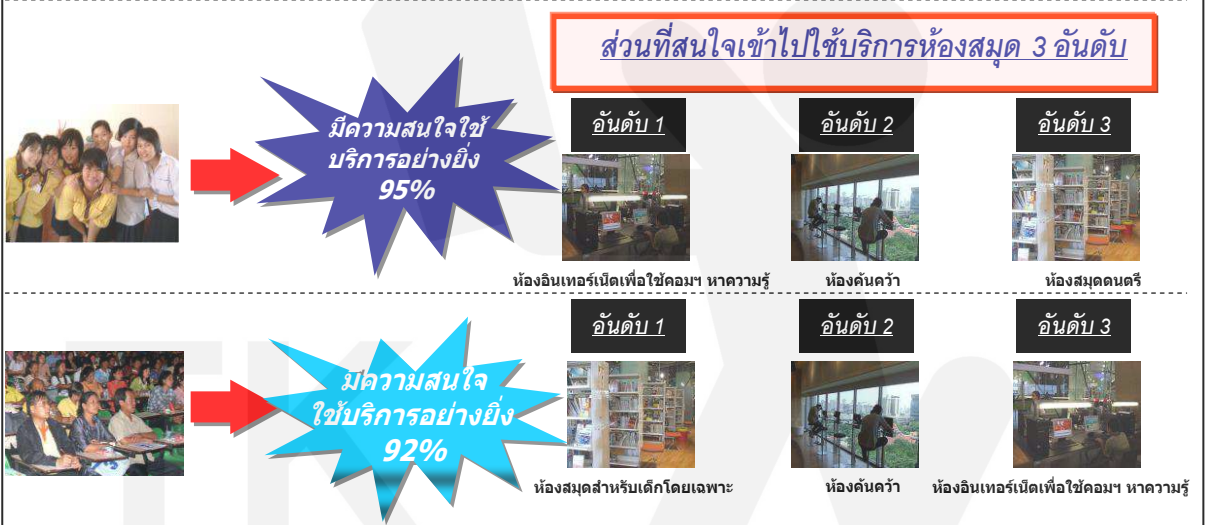 ส่วนที่สนใจเข้าไปใช้บริการห้องสมุด 3 อันดับ
มีความสนใจใช้
บริการอย่างยิ่ง
95%
อันดับ 1
อันดับ 2
อันดับ 3
ห้องอินเทอร์เน็ตเพื่อใช้คอมฯ หาความรู้
ห้องค้นคว้า
ห้องสมุดดนตรี
มีความสนใจ
ใช้บริการอย่างยิ่ง
92%
อันดับ 1
อันดับ 2
อันดับ 3
ห้องสมุดสำหรับเด็กโดยเฉพาะ
ห้องค้นคว้า
ห้องอินเทอร์เน็ตเพื่อใช้คอมฯ หาความรู้